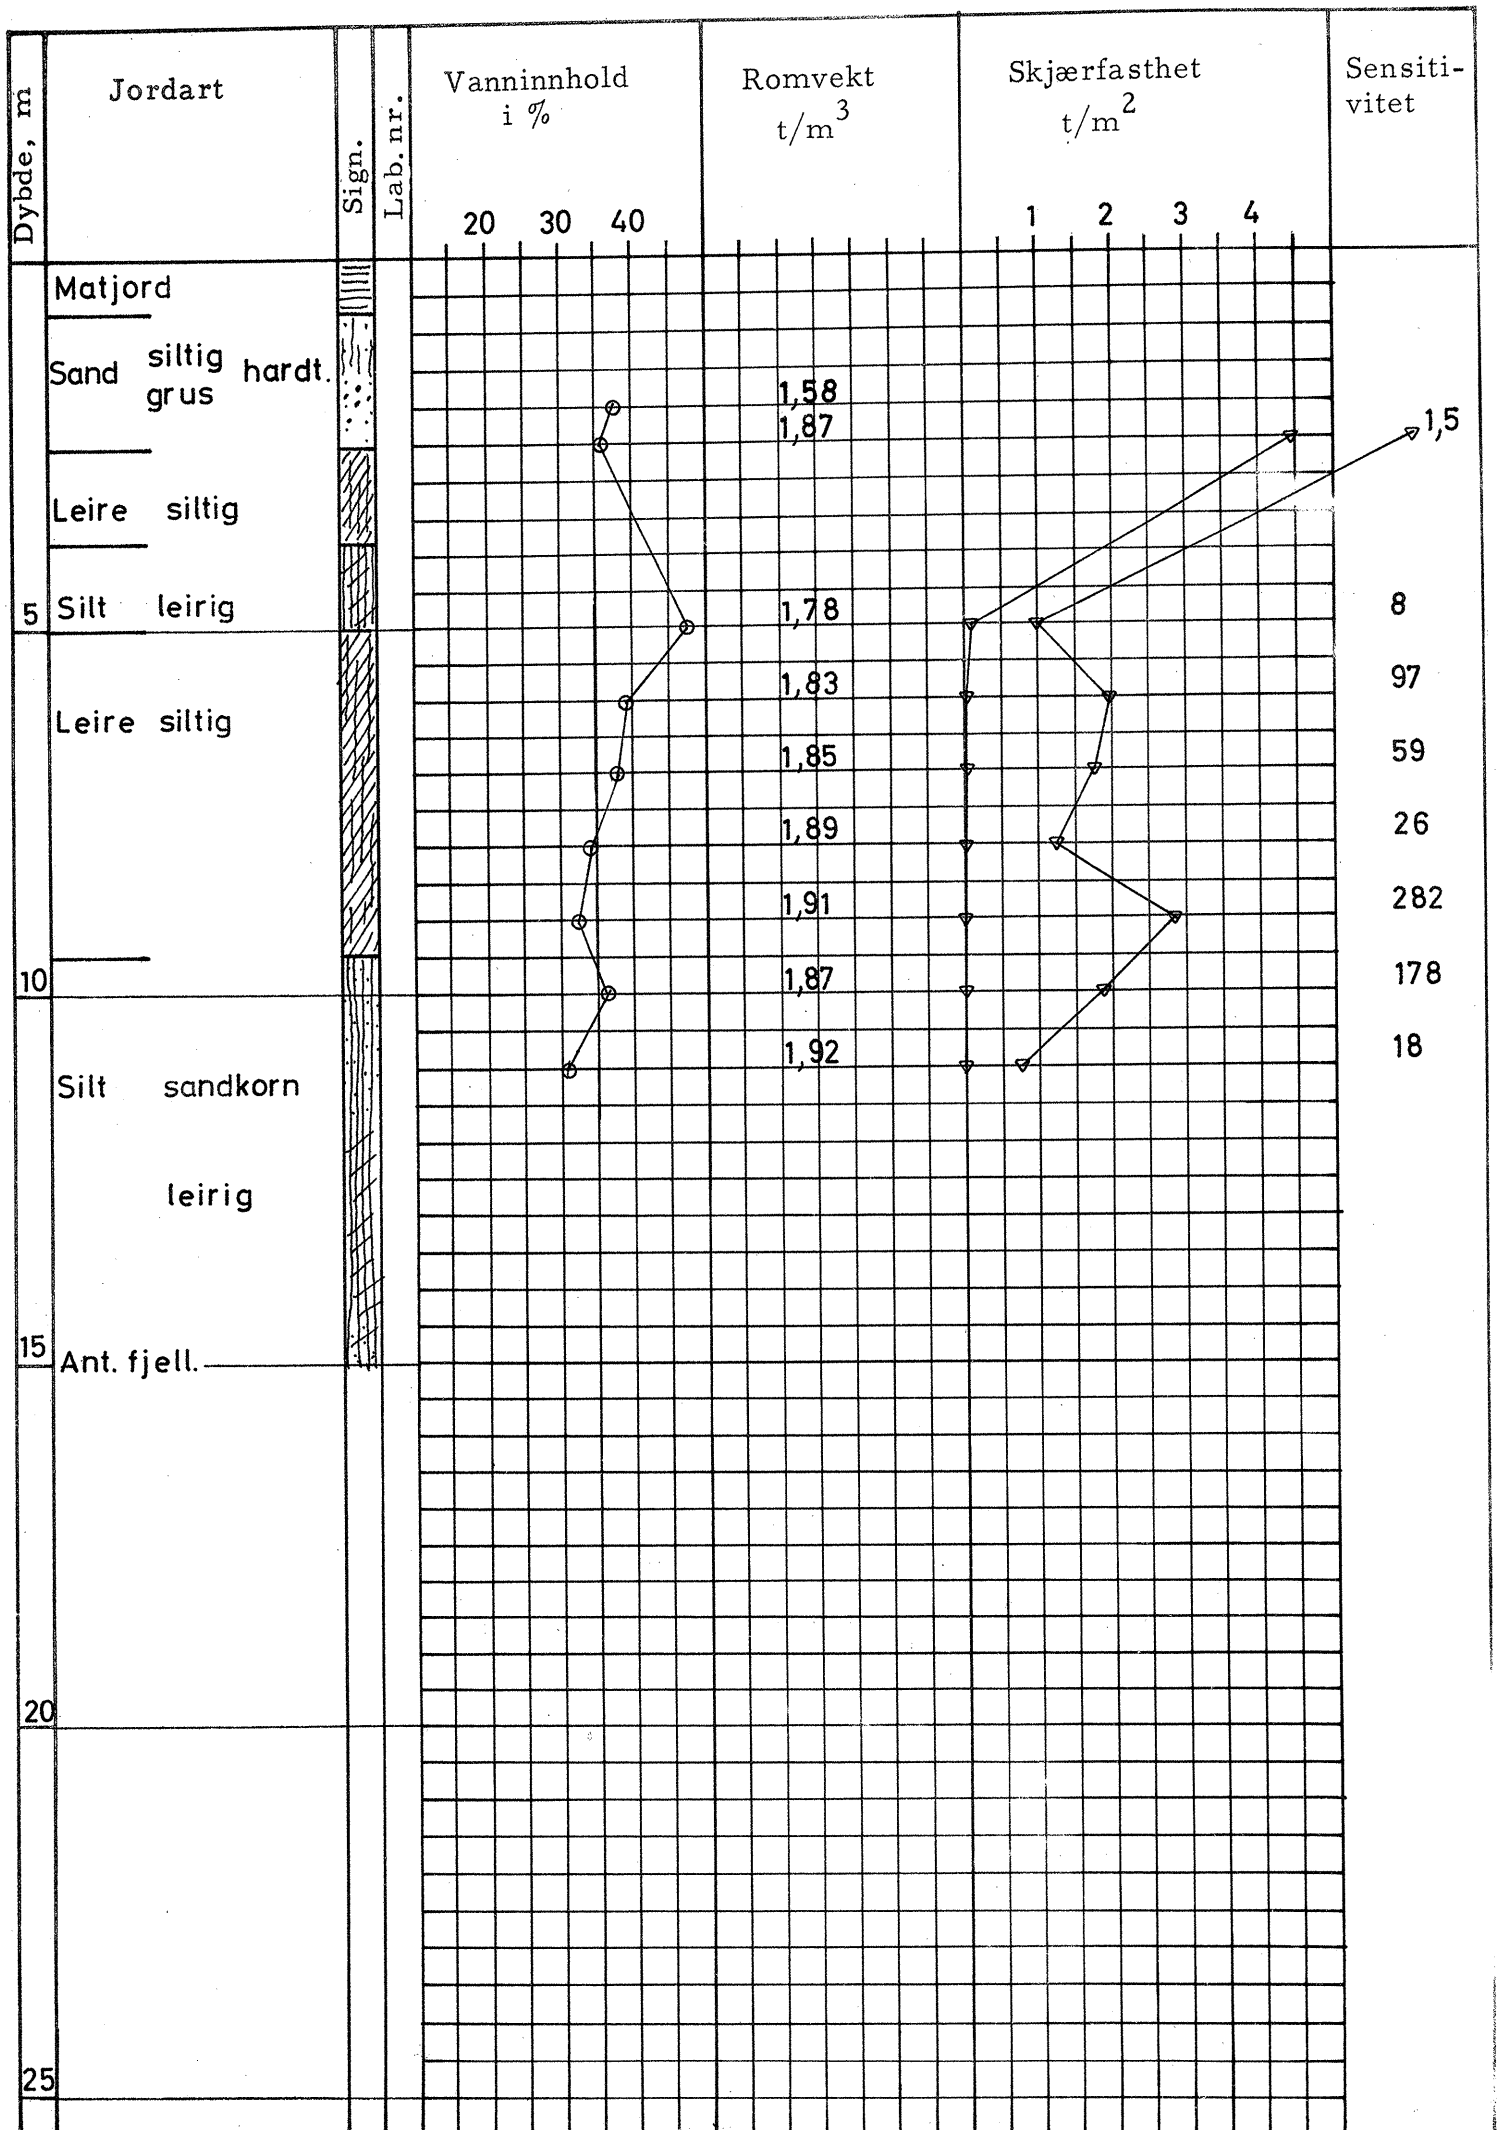 Dybde, m
Jordart
Sign.
Lab. nr.
Vanninnhold
i %
Romvekt
t/m³
Skjærfasthet
t/m²
Sensiti-
vitet
20 30 40
1 2 3 4
Matjord
Sand siltig hardt.
grus
1,58
1,87
1,5
Leire siltig
5 Silt leirig 1,78 8
1,83 97
Leire siltig
1,85 59
1,89 26
1,91 282
10 1,87 178
1,92 18
Silt sandkorn
leirig
15 Ant. fjell.
20
25